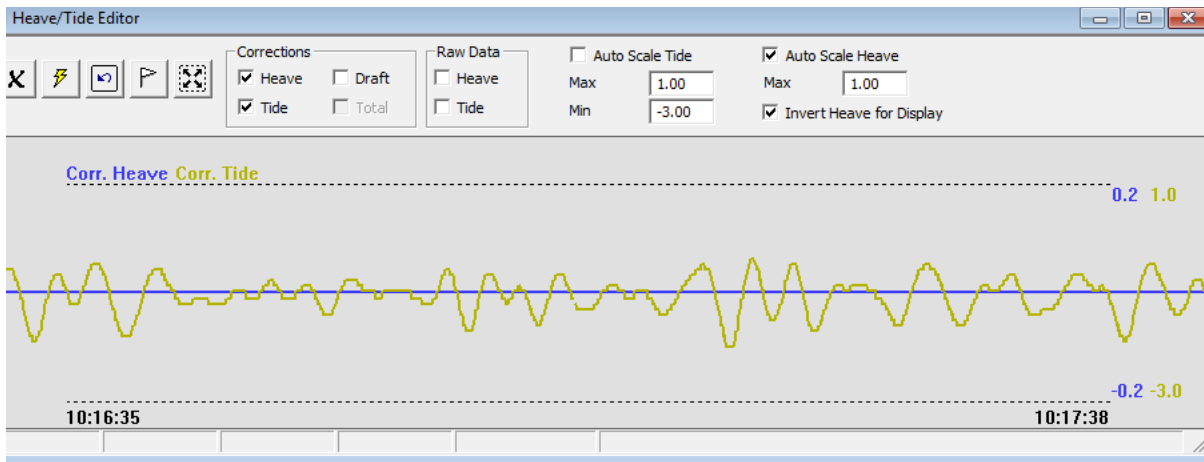 Heave/Tide Editor
Corrections
Heave Draft
Tide Total
Raw Data
Heave
Tide
Auto Scale Tide
Max 1.00
Min -3.00
Auto Scale Heave
Max 1.00
Invert Heave for Display
Corr. Heave Corr. Tide
0.2 1.0
-0.2 -3.0
10:16:35 10:17:38